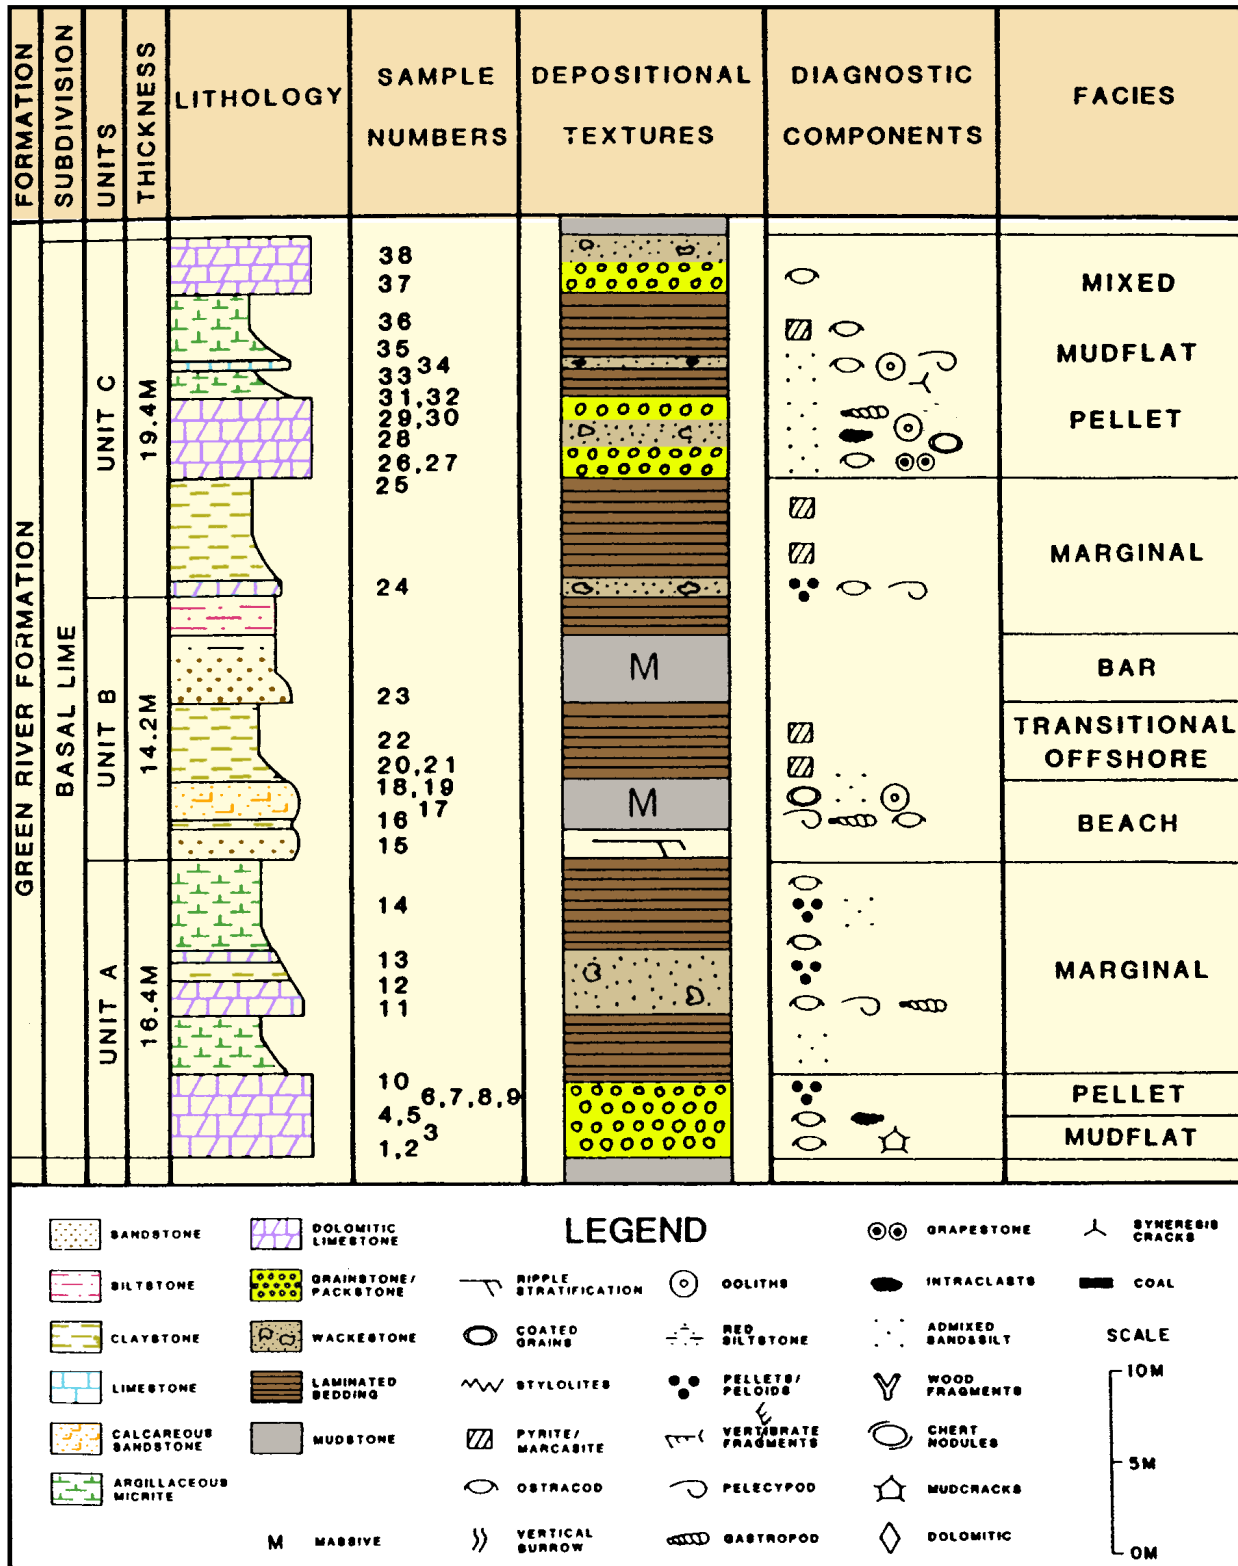 FORMATION
SUBDIVISION
UNITS
THICKNESS
LITHOLOGY
SAMPLE
NUMBERS
DEPOSITIONAL
TEXTURES
DIAGNOSTIC
COMPONENTS
FACIES
GREEN RIVER FORMATION
BASAL LIME
UNIT C
19.4M
UNIT B
14.2M
UNIT A
16.4M
38
37
36
35
34
33
31,32
29,30
28
26,27
25
24
23
22
20,21
18,19
17
16
15
14
13
12
11
10
6,7,8,9
4,5
3
1,2
M
M
MIXED
MUDFLAT
PELLET
MARGINAL
BAR
TRANSITIONAL
OFFSHORE
BEACH
MARGINAL
PELLET
MUDFLAT
LEGEND
SANDSTONE
SILTSTONE
CLAYSTONE
LIMESTONE
CALCAREOUS
SANDSTONE
ARGILLACEOUS
MICRITE
DOLOMITIC
LIMESTONE
GRAINSTONE/
PACKSTONE
WACKESTONE
LAMINATED
BEDDING
MUDSTONE
M MASSIVE
RIPPLE
STRATIFICATION
COATED
GRAINS
STYLOLITES
PYRITE/
MARCASITE
OSTRACOD
VERTICAL
BURROW
OOLITHS
RED
SILTSTONE
PELLETS/
PELOIDS
E
VERTIBRATE
FRAGMENTS
PELECYPOD
GASTROPOD
GRAPESTONE
INTRACLASTS
ADMIXED
SAND&SILT
WOOD
FRAGMENTS
CHERT
NODULES
MUDCRACKS
DOLOMITIC
SYNERESIS
CRACKS
COAL
SCALE
10M
5M
0M